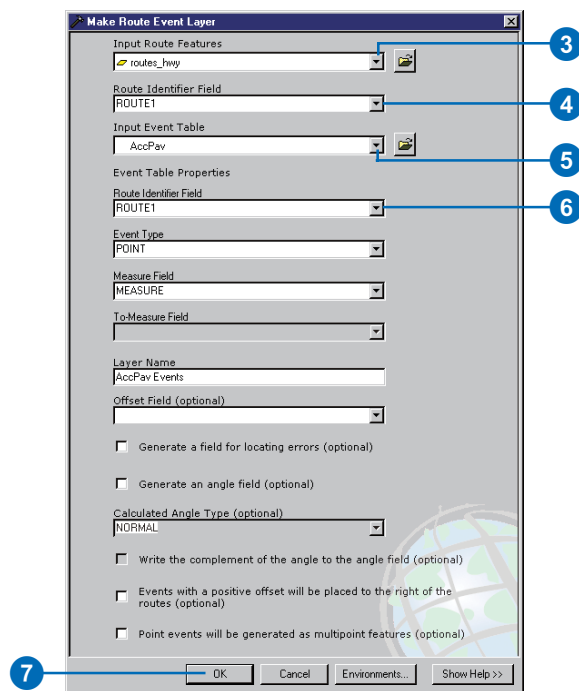 Make Route Event Layer
Input Route Features
routes_hwy
3
Route Identifier Field
ROUTE1
4
Input Event Table
AccPav
5
Event Table Properties
Route Identifier Field
ROUTE1
6
Event Type
POINT
Measure Field
MEASURE
To-Measure Field
Layer Name
AccPav Events
Offset Field (optional)
Generate a field for locating errors (optional)
Generate an angle field (optional)
Calculated Angle Type (optional)
NORMAL
Write the complement of the angle to the angle field (optional)
Events with a positive offset will be placed to the right of the
routes (optional)
Point events will be generated as multipoint features (optional)
7 OK Cancel Environments... Show Help >>